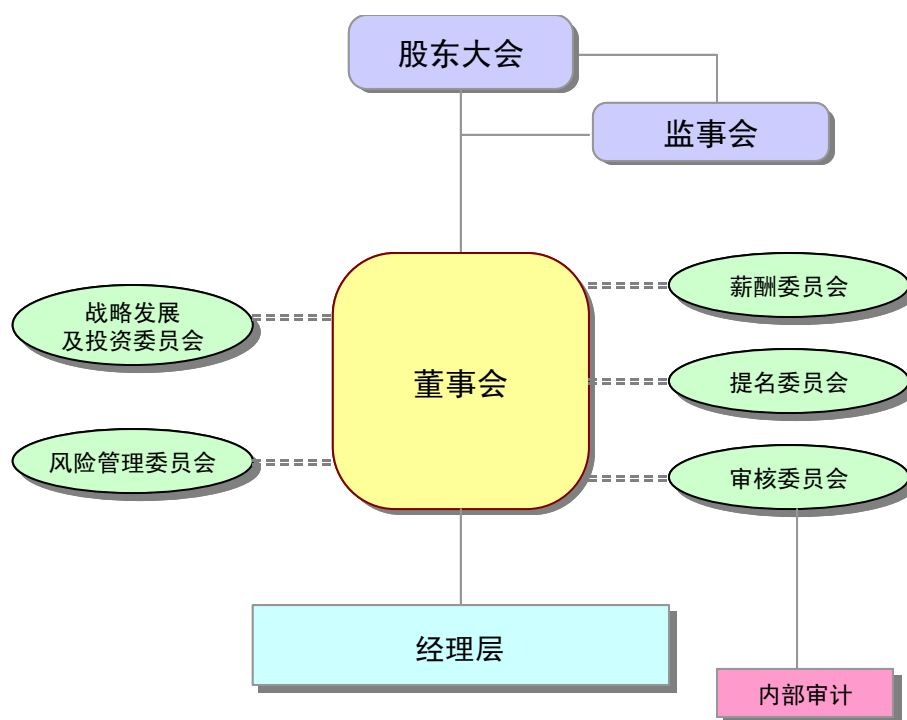 股东大会
监事会
战略发展
及投资委员会
薪酬委员会
董事会
提名委员会
风险管理委员会
审核委员会
经理层
内部审计